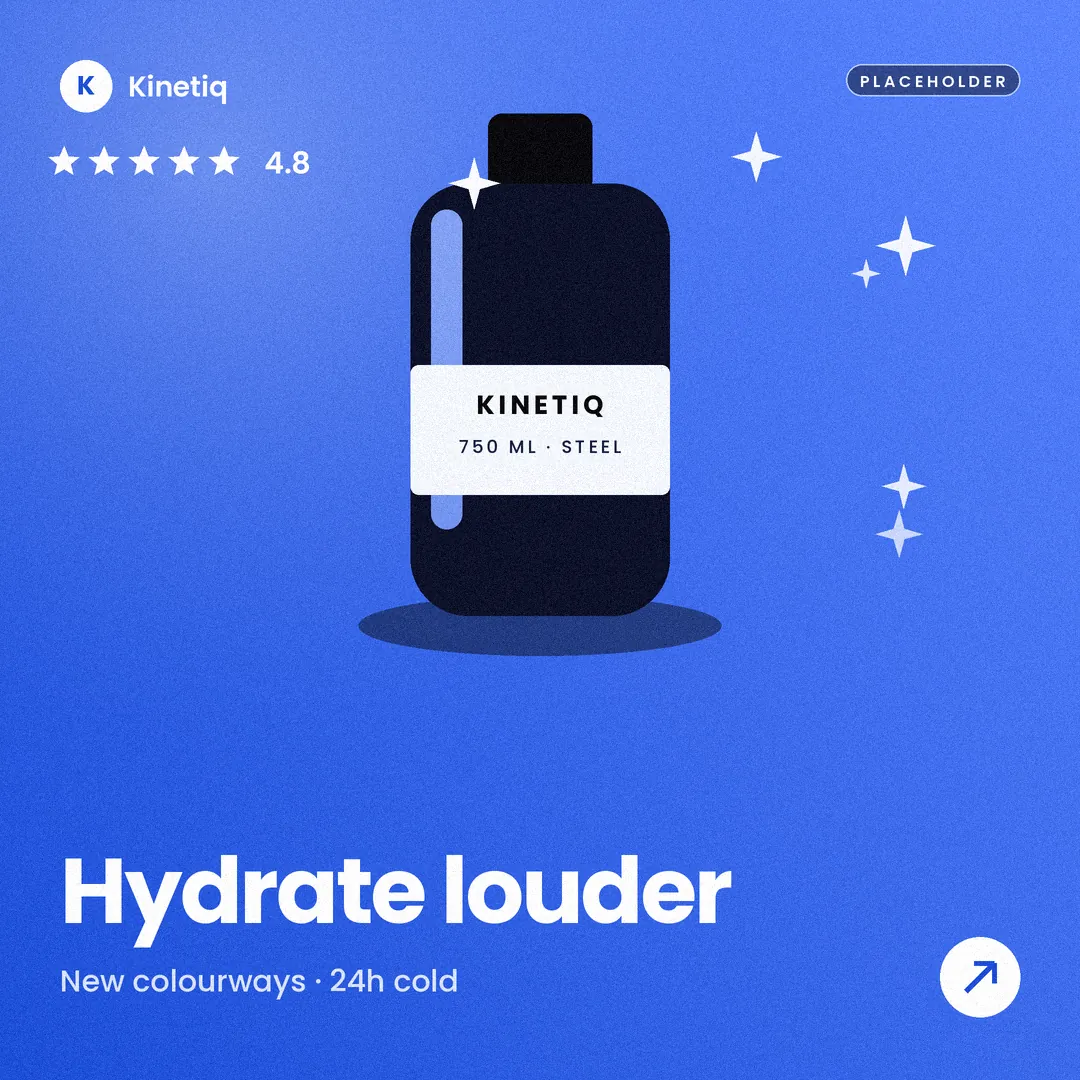 K Kinetiq
PLACEHOLDER
4.8
KINETIQ
750 ML · STEEL
Hydrate louder
New colourways · 24h cold